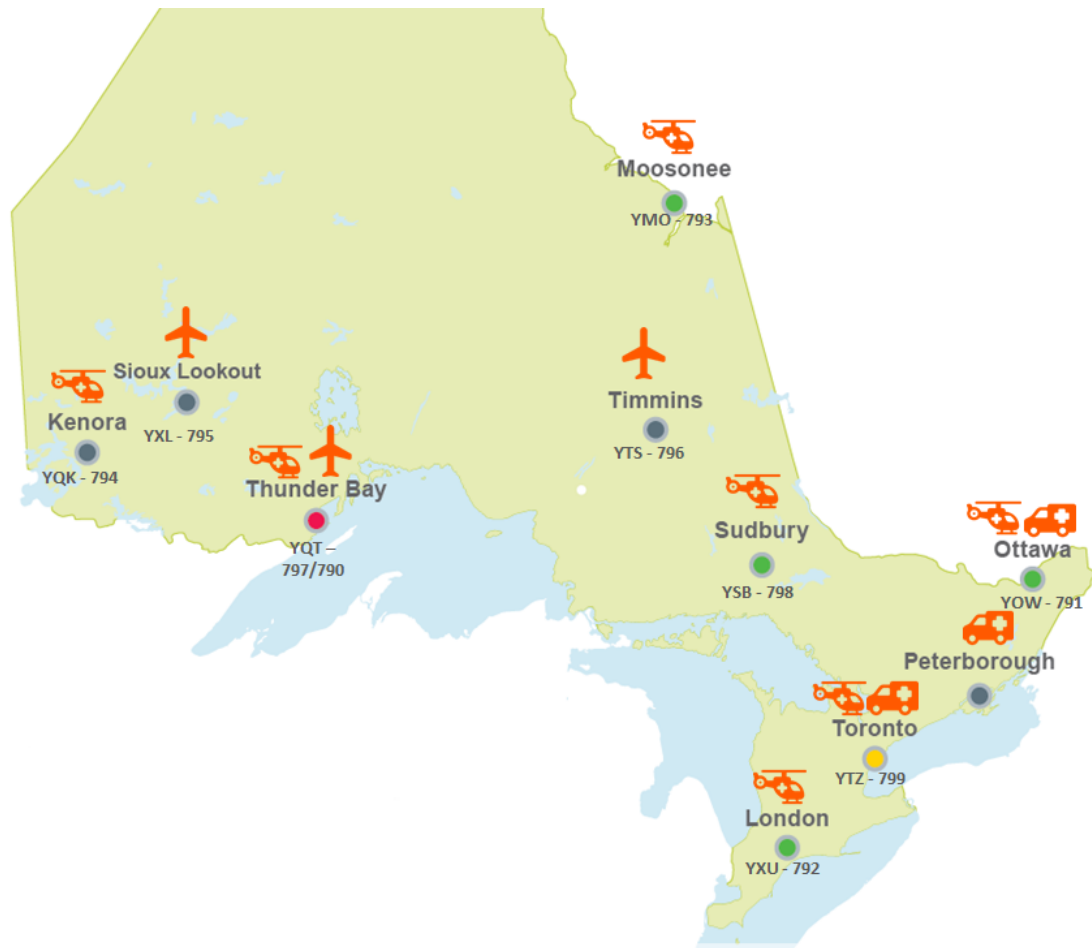 Moosonee
YMO - 793
Sioux Lookout
YXL - 795
Kenora
YQK - 794
Timmins
YTS - 796
Thunder Bay
YQT –
797/790
Sudbury
YSB - 798
Ottawa
YOW - 791
Peterborough
Toronto
YTZ - 799
London
YXU - 792